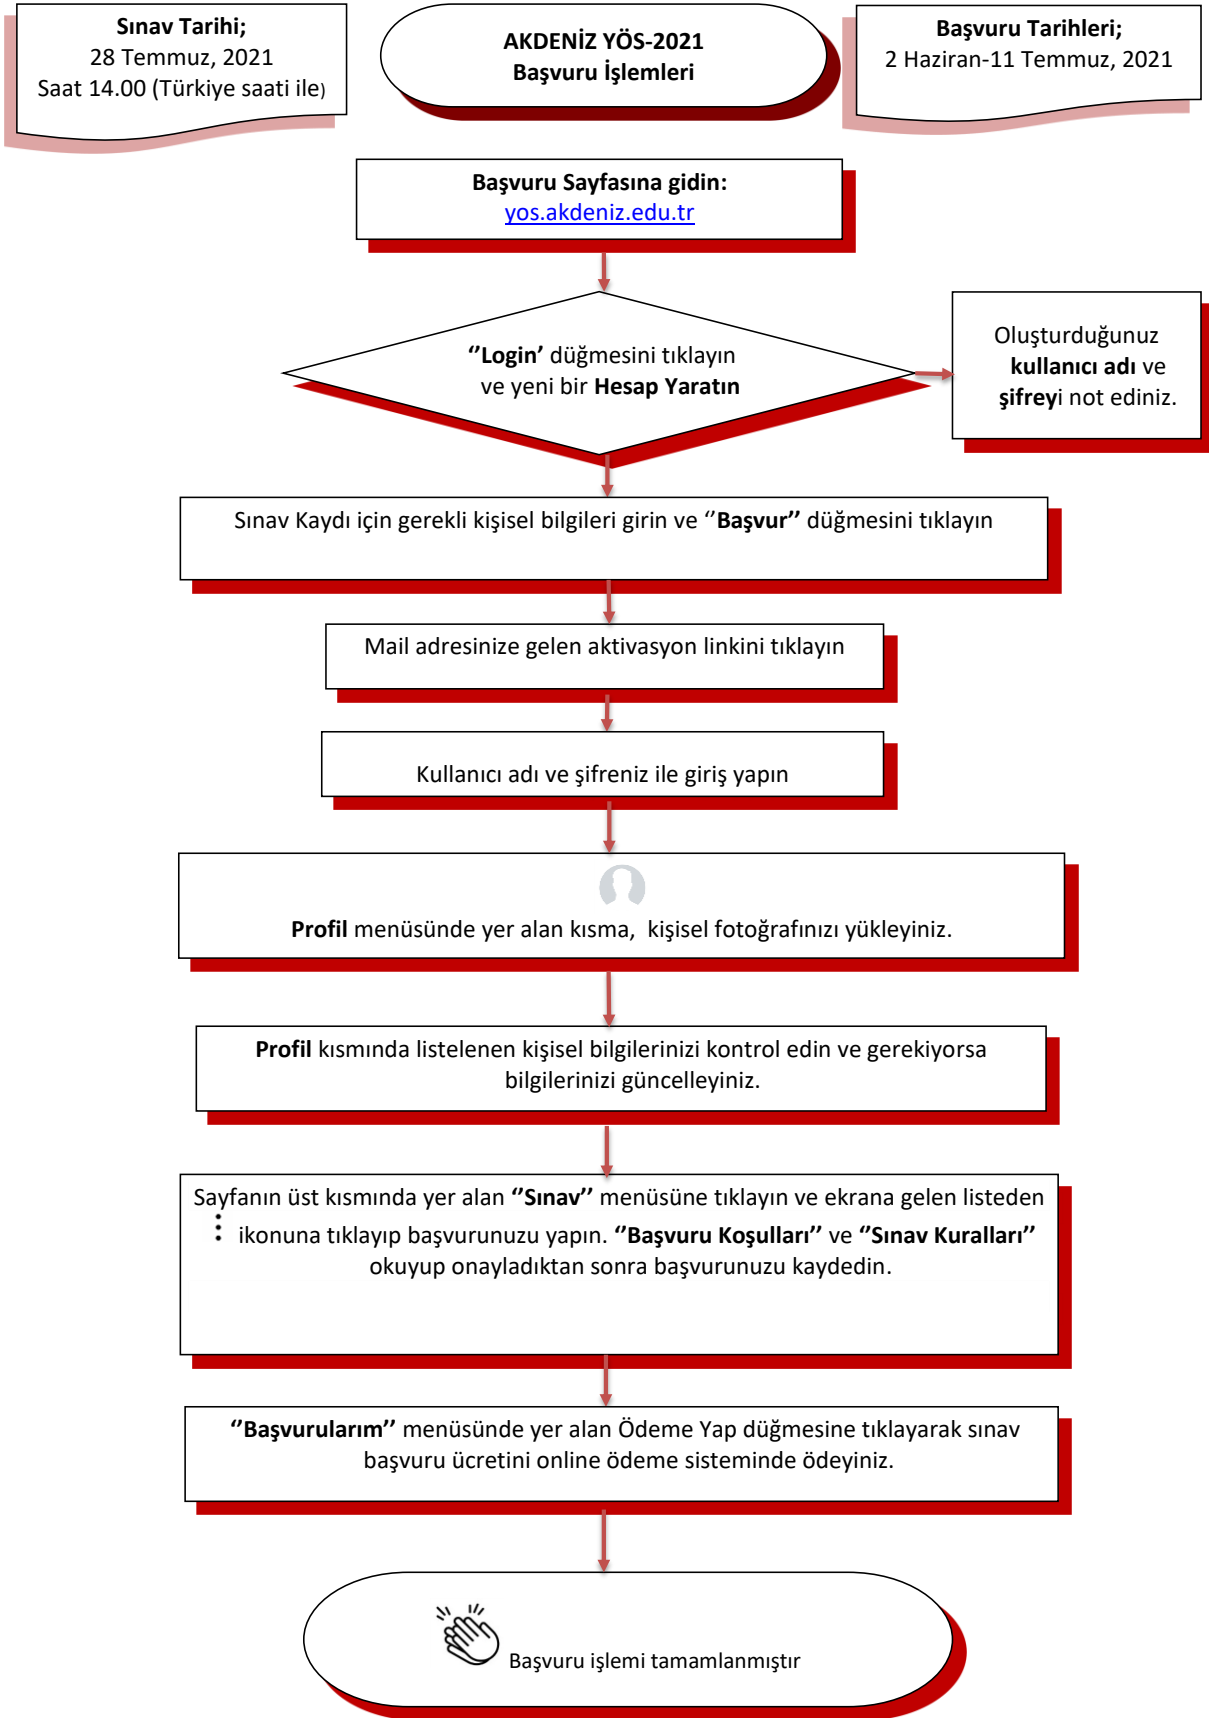 Sınav Tarihi;
28 Temmuz, 2021
Saat 14.00 (Türkiye saati ile)
AKDENİZ YÖS-2021
Başvuru İşlemleri
Başvuru Tarihleri;
2 Haziran-11 Temmuz, 2021
Başvuru Sayfasına gidin:
yos.akdeniz.edu.tr
‘’Login’ düğmesini tıklayın
ve yeni bir Hesap Yaratın
Oluşturduğunuz
kullanıcı adı ve
şifreyi not ediniz.
Sınav Kaydı için gerekli kişisel bilgileri girin ve ‘’Başvur’’ düğmesini tıklayın
Mail adresinize gelen aktivasyon linkini tıklayın
Kullanıcı adı ve şifreniz ile giriş yapın
Profil menüsünde yer alan kısma, kişisel fotoğrafınızı yükleyiniz.
Profil kısmında listelenen kişisel bilgilerinizi kontrol edin ve gerekiyorsa
bilgilerinizi güncelleyiniz.
Sayfanın üst kısmında yer alan ‘’Sınav’’ menüsüne tıklayın ve ekrana gelen listeden
ikonuna tıklayıp başvurunuzu yapın. ‘’Başvuru Koşulları’’ ve ‘’Sınav Kuralları’’
okuyup onayladıktan sonra başvurunuzu kaydedin.
‘’Başvurularım’’ menüsünde yer alan Ödeme Yap düğmesine tıklayarak sınav
başvuru ücretini online ödeme sisteminde ödeyiniz.
Başvuru işlemi tamamlanmıştır